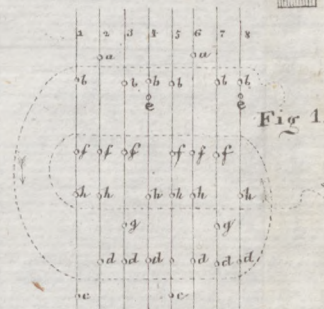 1 2 3 4 5 6 7 8
a a
b b b b b b
e e
Fig 1
f f f f f f
h h h h h h
g g
d d d d d d
c c